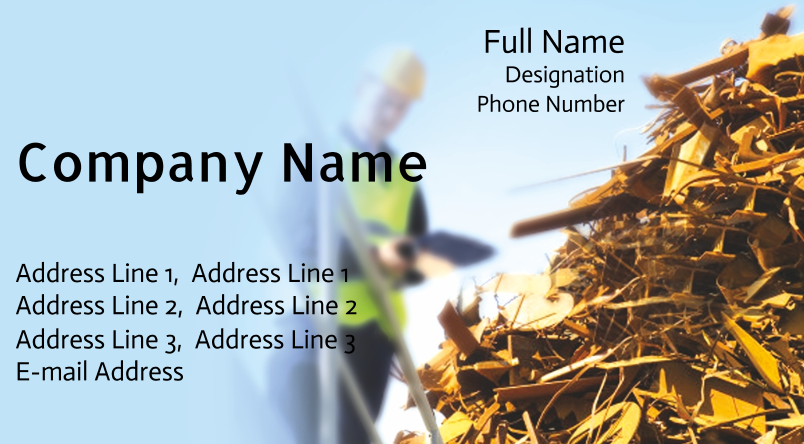 Full Name
Designation
Phone Number
Company Name
Address Line 1,  Address Line 1
Address Line 2,  Address Line 2
Address Line 3,  Address Line 3
E-mail Address